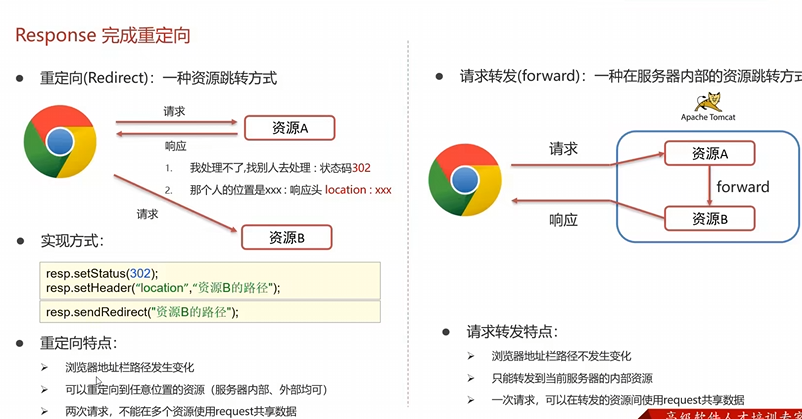 Response 完成重定向
● 重定向(Redirect)：一种资源跳转方式
请求
资源A
响应
1. 我处理不了,找别人去处理：状态码302
2. 那个人的位置是xxx：响应头 location : xxx
请求
资源B
● 实现方式：
resp.setStatus(302);
resp.setHeader("location","资源B的路径");
resp.sendRedirect("资源B的路径");
● 重定向特点：
➢ 浏览器地址栏路径发生变化
➢ 可以重定向到任意位置的资源（服务器内部、外部均可）
➢ 两次请求，不能在多个资源使用request共享数据
● 请求转发(forward)：一种在服务器内部的资源跳转方式
Apache Tomcat
请求
资源A
forward
响应
资源B
● 请求转发特点：
➢ 浏览器地址栏路径不发生变化
➢ 只能转发到当前服务器的内部资源
➢ 一次请求，可以在转发的资源间使用request共享数据
高级软件人才培训专家